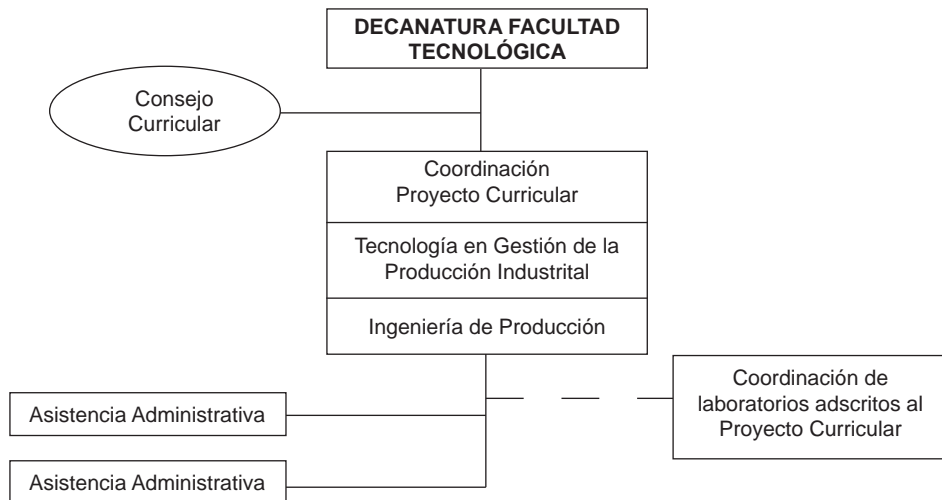 DECANATURA FACULTAD
TECNOLÓGICA
Consejo
Curricular
Coordinación
Proyecto Curricular
Tecnología en Gestión de la
Producción Industrital
Ingeniería de Producción
Coordinación de
laboratorios adscritos al
Proyecto Curricular
Asistencia Administrativa
Asistencia Administrativa